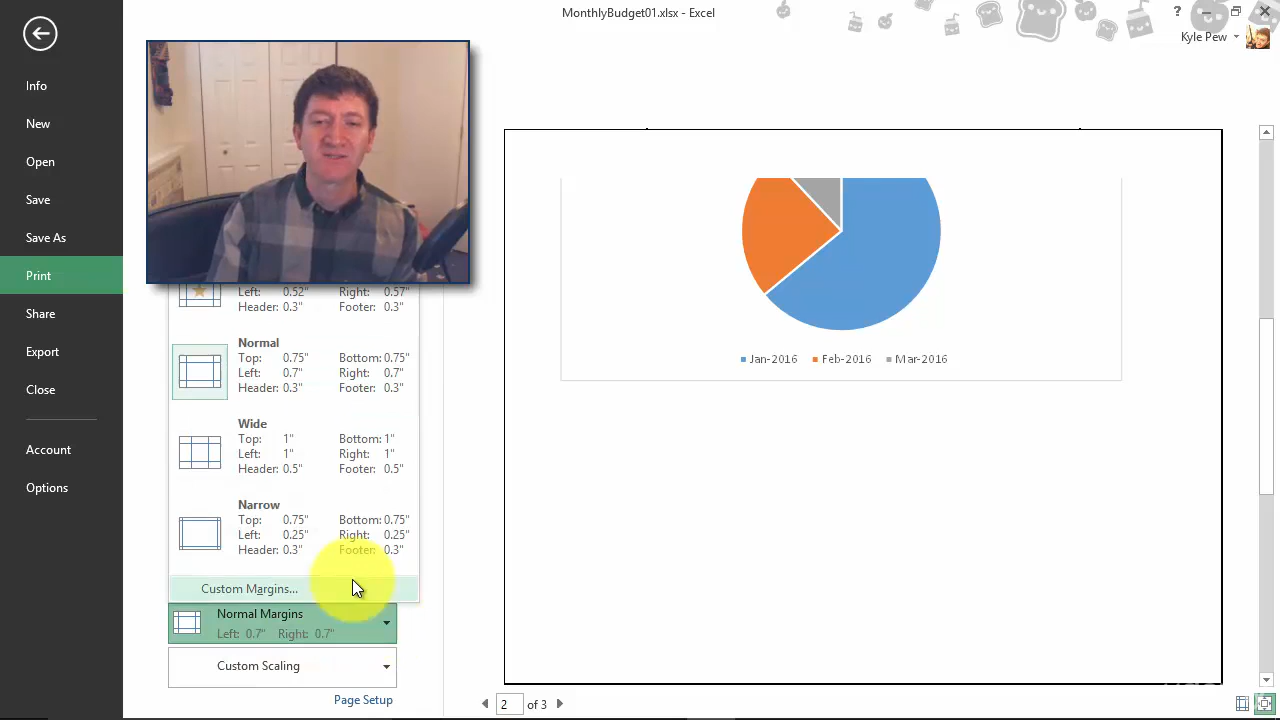 MonthlyBudget01.xlsx - Excel
?
Kyle Pew
Info
New
Open
Save
Save As
Print
Share
Export
Close
Account
Options
Left: 0.52" Right: 0.57"
Header: 0.3" Footer: 0.3"
Normal
Top: 0.75" Bottom: 0.75"
Left: 0.7" Right: 0.7"
Header: 0.3" Footer: 0.3"
Wide
Top: 1" Bottom: 1"
Left: 1" Right: 1"
Header: 0.5" Footer: 0.5"
Narrow
Top: 0.75" Bottom: 0.75"
Left: 0.25" Right: 0.25"
Header: 0.3" Footer: 0.3"
Custom Margins...
Normal Margins
Left: 0.7" Right: 0.7"
Custom Scaling
Page Setup
Jan-2016 Feb-2016 Mar-2016
2 of 3